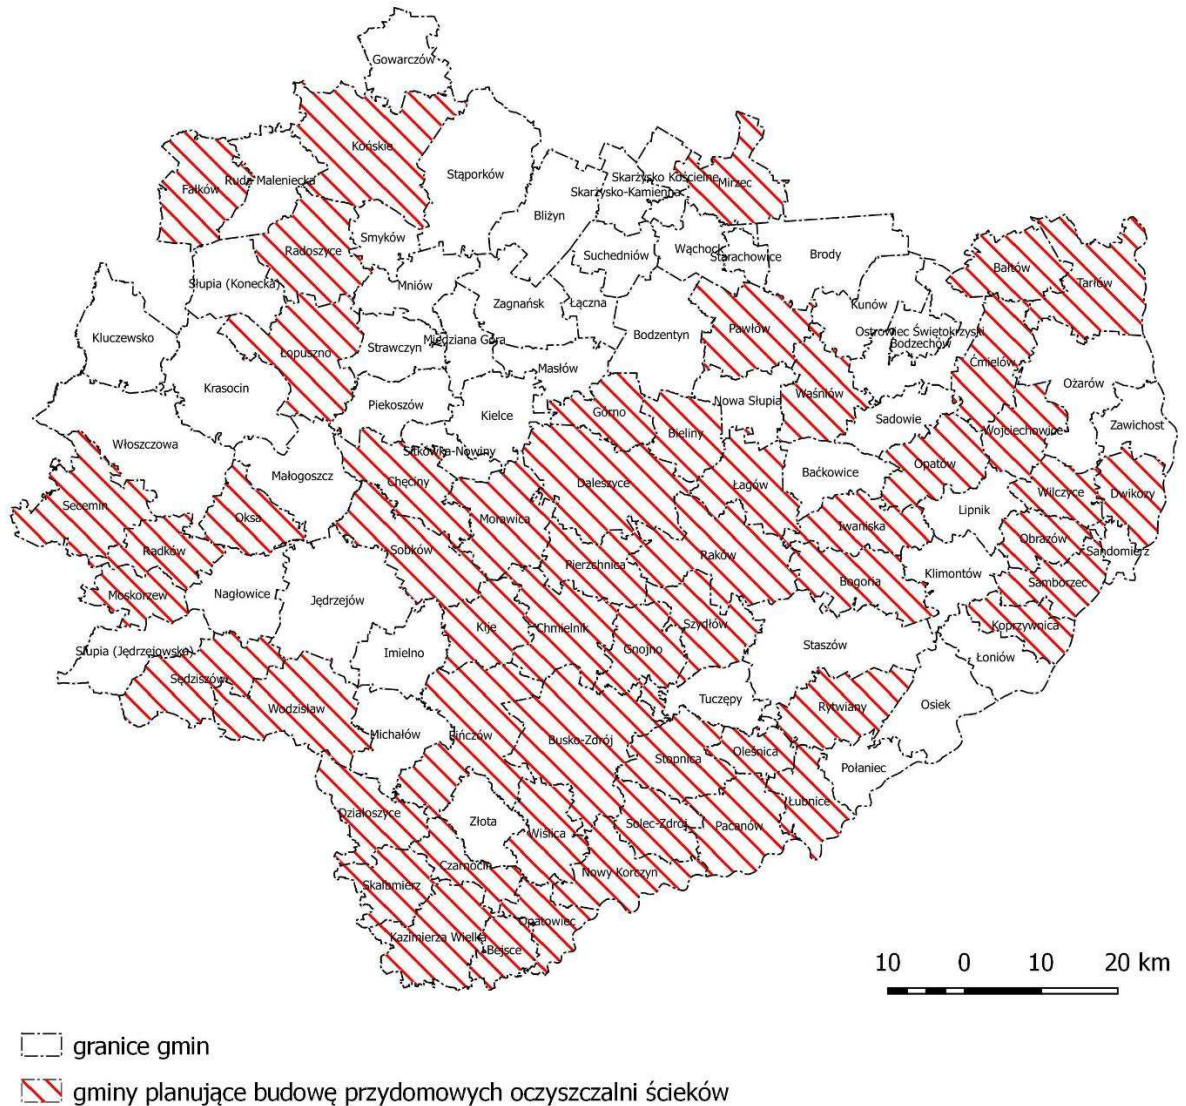 Gowarczów
Końskie
Ruda Maleniecka
Fałków
Stąporków
Skarżysko Kościelne
Skarżysko-Kamienna
Mirzec
Bliżyn
Smyków
Radoszyce
Suchedniów
Wąchock
Starachowice
Brody
Bałtów
Tarłów
Słupia (Konecka)
Mniów
Zagnańsk
Łączna
Kunów
Kluczewsko
Łopuszno
Strawczyn
Miedziana Góra
Bodzentyn
Pawłów
Ostrowiec Świętokrzyski
Bodzechów
Ćmielów
Krasocin
Masłów
Ożarów
Piekoszów
Kielce
Górno
Nowa Słupia
Waśniów
Sadowie
Zawichost
Włoszczowa
Sitkówka-Nowiny
Bieliny
Wojciechowice
Małogoszcz
Chęciny
Daleszyce
Łagów
Baćkowice
Opatów
Wilczyce
Dwikozy
Secemin
Oksa
Morawica
Iwaniska
Lipnik
Radków
Sobków
Pierzchnica
Raków
Obrazów
Sandomierz
Moskorzew
Nagłowice
Jędrzejów
Bogoria
Klimontów
Samborzec
Kije
Chmielnik
Gnojno
Szydłów
Koprzywnica
Słupia (Jędrzejowska)
Imielno
Staszów
Łoniów
Sędziszów
Wodzisław
Tuczępy
Rytwiany
Osiek
Michałów
Pińczów
Busko-Zdrój
Stopnica
Oleśnica
Połaniec
Działoszyce
Złota
Wiślica
Solec-Zdrój
Pacanów
Łubnice
Czarnocin
Nowy Korczyn
Skalbmierz
Opatowiec
Kazimierza Wielka
Bejsce
10 0 10 20 km
granice gmin
gminy planujące budowę przydomowych oczyszczalni ścieków